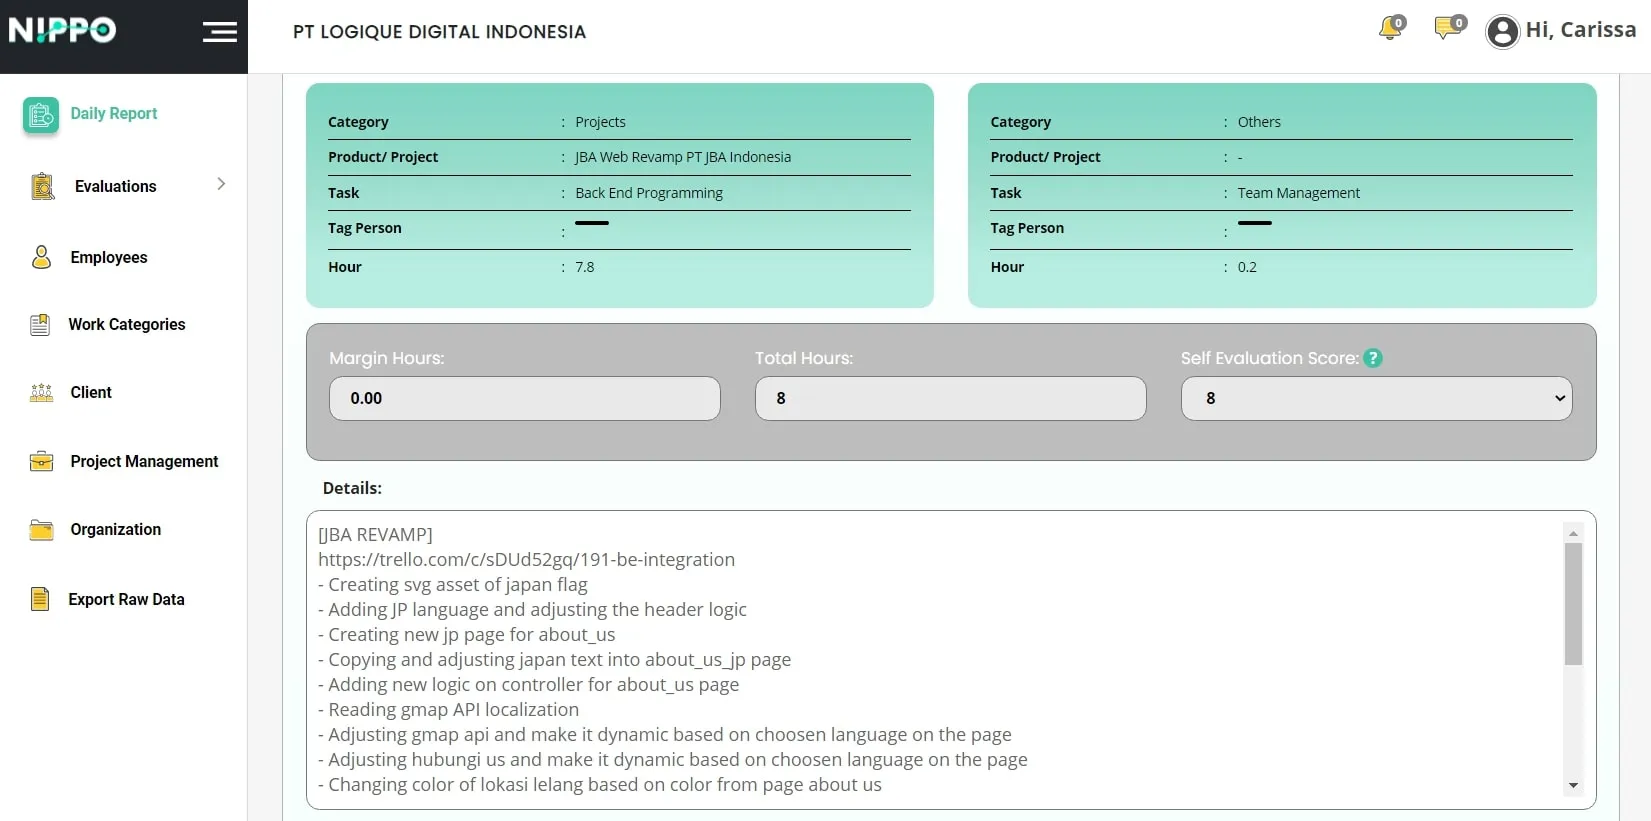 NIPPO
PT LOGIQUE DIGITAL INDONESIA
0
0
Hi, Carissa
Daily Report
Evaluations
Employees
Work Categories
Client
Project Management
Organization
Export Raw Data
Category : Projects
Product/ Project : JBA Web Revamp PT JBA Indonesia
Task : Back End Programming
Tag Person :
Hour : 7.8
Category : Others
Product/ Project : -
Task : Team Management
Tag Person :
Hour : 0.2
Margin Hours:
0.00
Total Hours:
8
Self Evaluation Score: ?
8
Details:
[JBA REVAMP]
https://trello.com/c/sDUd52gq/191-be-integration
- Creating svg asset of japan flag
- Adding JP language and adjusting the header logic
- Creating new jp page for about_us
- Copying and adjusting japan text into about_us_jp page
- Adding new logic on controller for about_us page
- Reading gmap API localization
- Adjusting gmap api and make it dynamic based on choosen language on the page
- Adjusting hubungi us and make it dynamic based on choosen language on the page
- Changing color of lokasi lelang based on color from page about us